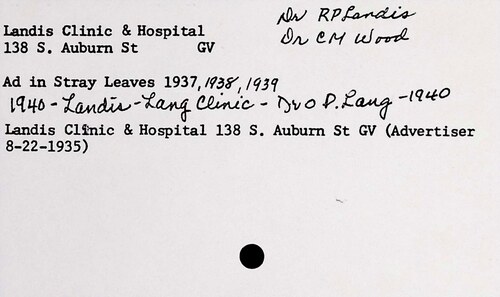 Dr RP Landis
Landis Clinic & Hospital
Dr CM Wood
138 S. Auburn St GV
Ad in Stray Leaves 1937, 1938, 1939
1940 - Landis - Lang Clinic - Dr O P. Lang - 1940
Landis Clinic & Hospital 138 S. Auburn St GV (Advertiser
8-22-1935)